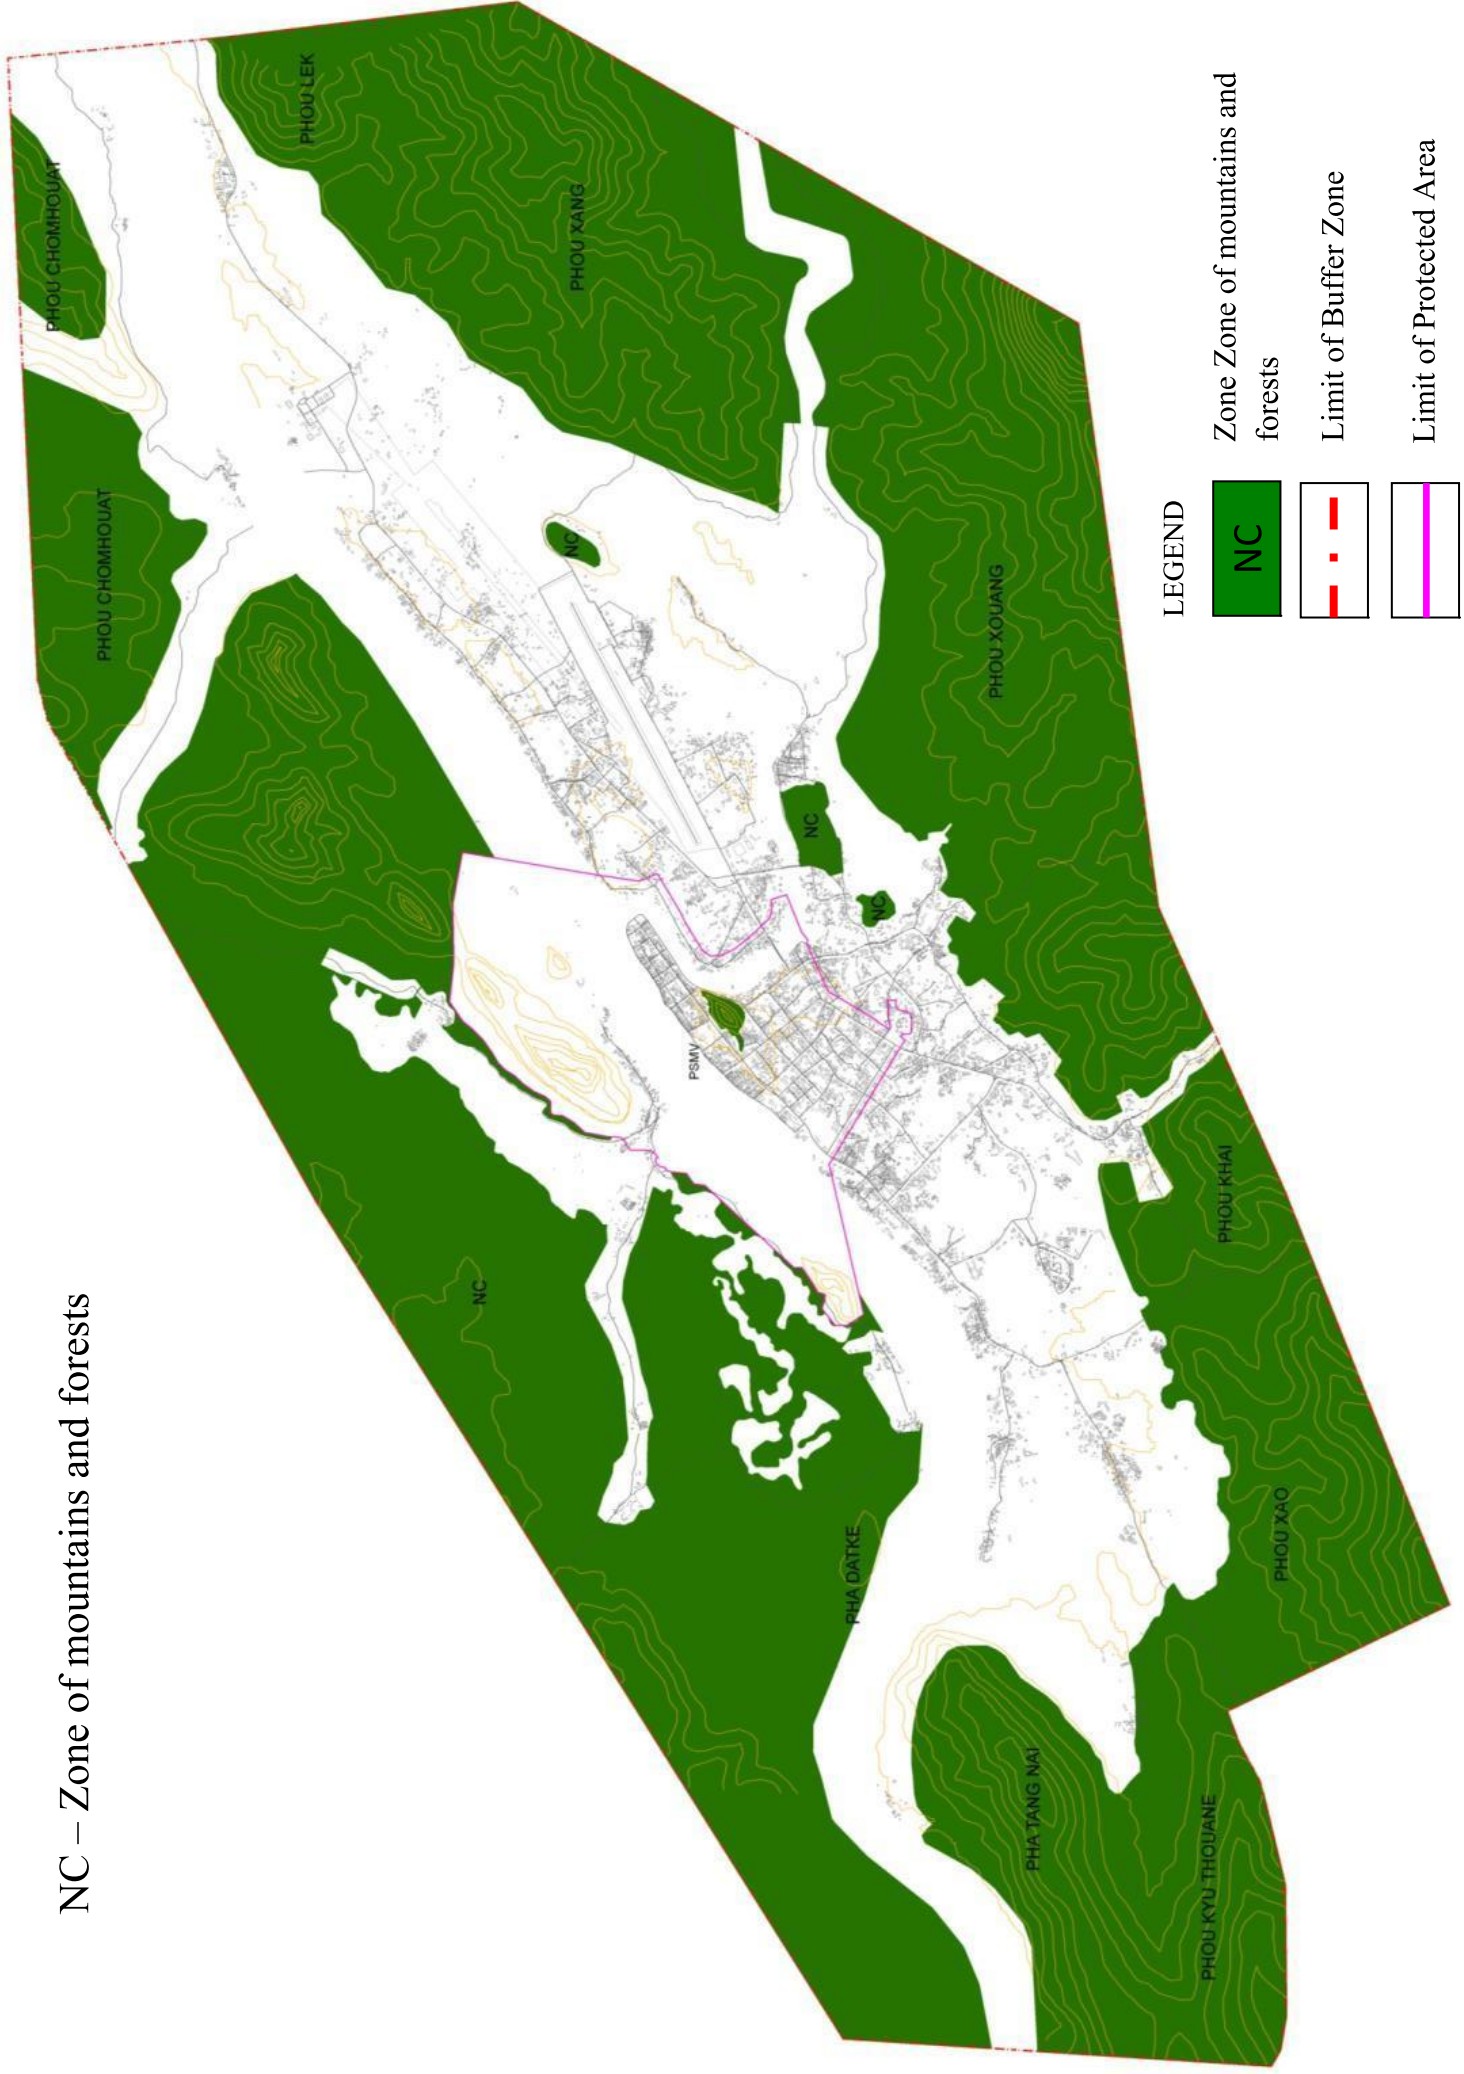 NC – Zone of mountains and forests
PHOU CHOMHOUAT
PHOU CHOMHOUAT
PHOU LEK
PHOU XANG
NC
NC
PHOU XOUANG
NC
NC
PSMV
PHA DATKE
PHOU KHAI
PHOU XAO
PHA TANG NAI
PHOU KYU THOUANE
LEGEND
NC
Zone Zone of mountains and
forests
Limit of Buffer Zone
Limit of Protected Area